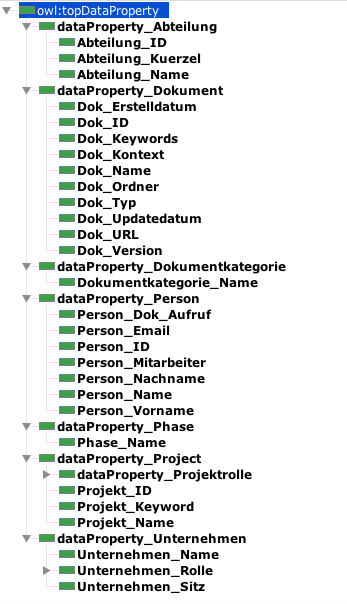 owl:topDataProperty
dataProperty_Abteilung
Abteilung_ID
Abteilung_Kuerzel
Abteilung_Name
dataProperty_Dokument
Dok_Erstelldatum
Dok_ID
Dok_Keywords
Dok_Kontext
Dok_Name
Dok_Ordner
Dok_Typ
Dok_Updatedatum
Dok_URL
Dok_Version
dataProperty_Dokumentkategorie
Dokumentkategorie_Name
dataProperty_Person
Person_Dok_Aufruf
Person_Email
Person_ID
Person_Mitarbeiter
Person_Nachname
Person_Name
Person_Vorname
dataProperty_Phase
Phase_Name
dataProperty_Project
dataProperty_Projektrolle
Projekt_ID
Projekt_Keyword
Projekt_Name
dataProperty_Unternehmen
Unternehmen_Name
Unternehmen_Rolle
Unternehmen_Sitz